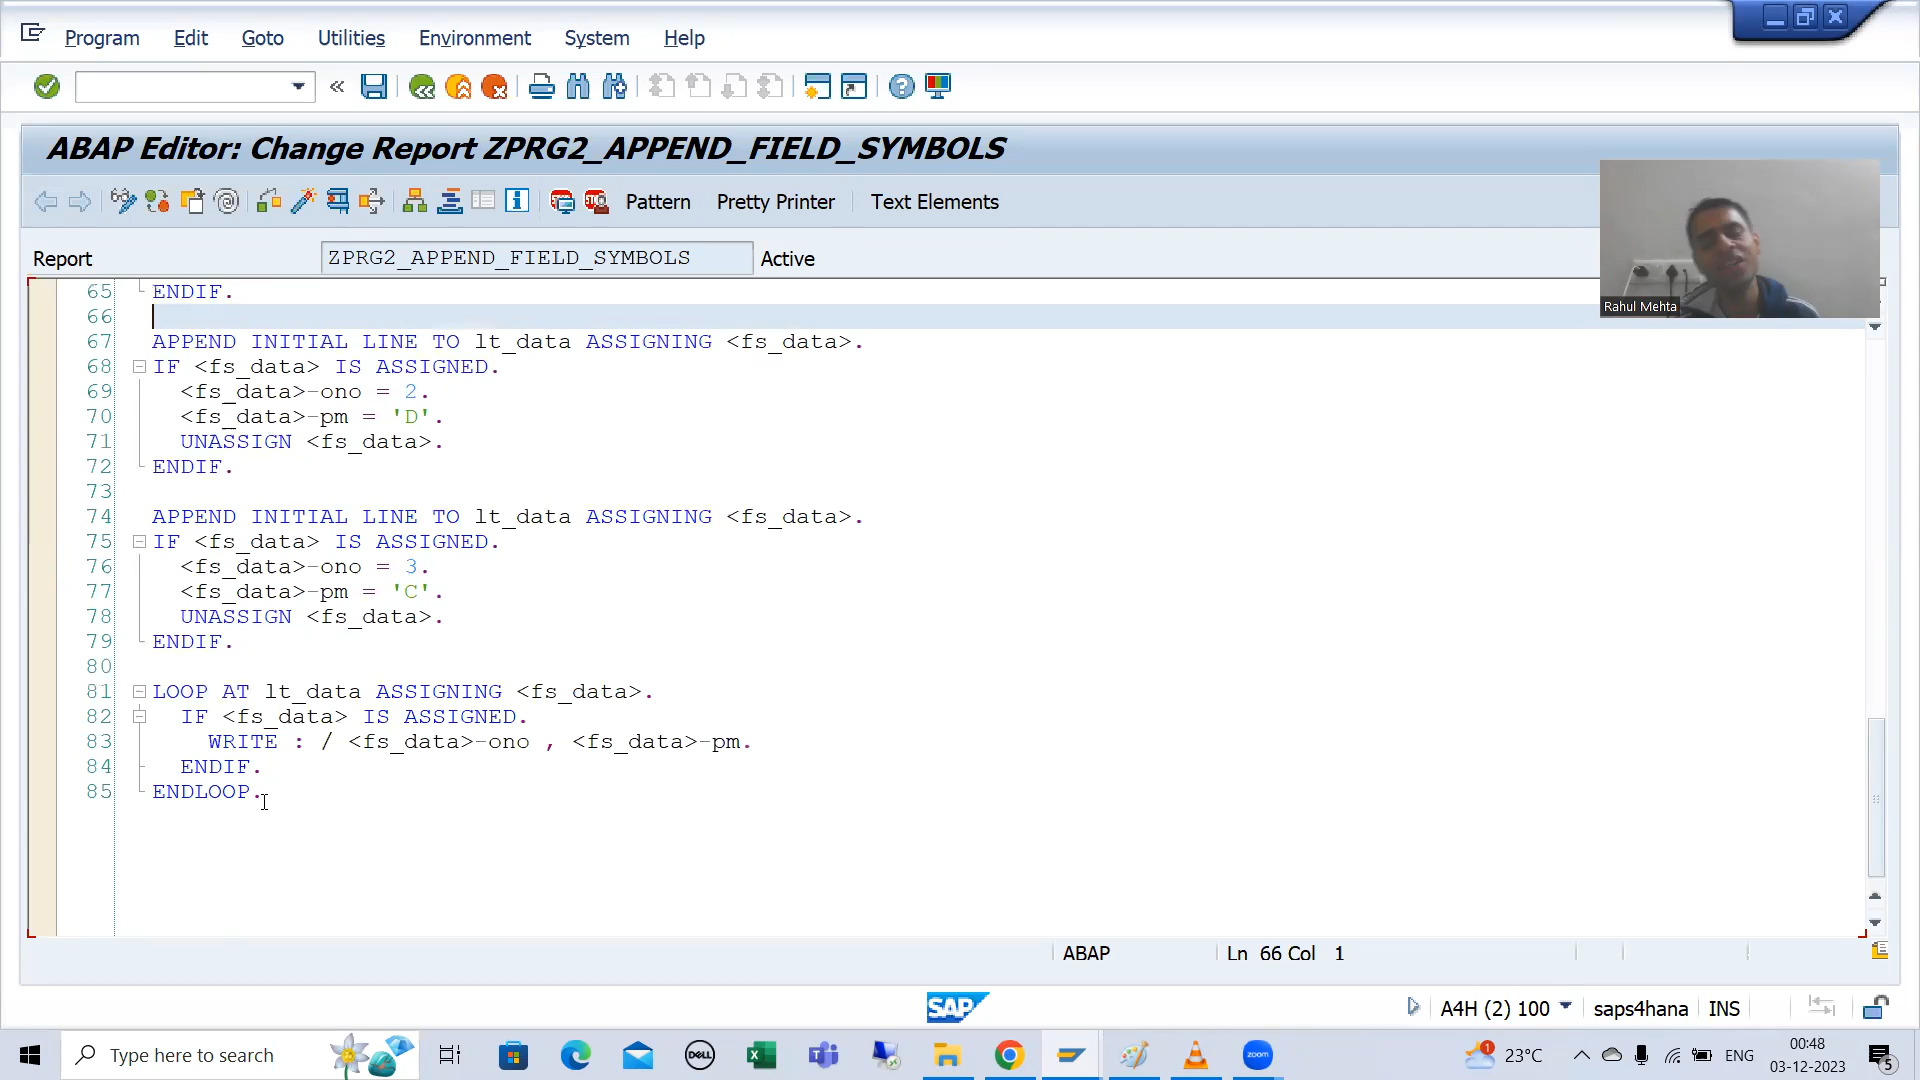 Program Edit Goto Utilities Environment System Help
ABAP Editor: Change Report ZPRG2_APPEND_FIELD_SYMBOLS
Pattern Pretty Printer Text Elements
Report ZPRG2_APPEND_FIELD_SYMBOLS Active
Rahul Mehta
65 ENDIF.
66
67 APPEND INITIAL LINE TO lt_data ASSIGNING <fs_data>.
68 IF <fs_data> IS ASSIGNED.
69 <fs_data>-ono = 2.
70 <fs_data>-pm = 'D'.
71 UNASSIGN <fs_data>.
72 ENDIF.
73
74 APPEND INITIAL LINE TO lt_data ASSIGNING <fs_data>.
75 IF <fs_data> IS ASSIGNED.
76 <fs_data>-ono = 3.
77 <fs_data>-pm = 'C'.
78 UNASSIGN <fs_data>.
79 ENDIF.
80
81 LOOP AT lt_data ASSIGNING <fs_data>.
82 IF <fs_data> IS ASSIGNED.
83 WRITE : / <fs_data>-ono , <fs_data>-pm.
84 ENDIF.
85 ENDLOOP.
ABAP Ln 66 Col 1
SAP
A4H (2) 100 saps4hana INS
Type here to search
DELL
zoom
1
23°C
ENG
00:48
03-12-2023
5